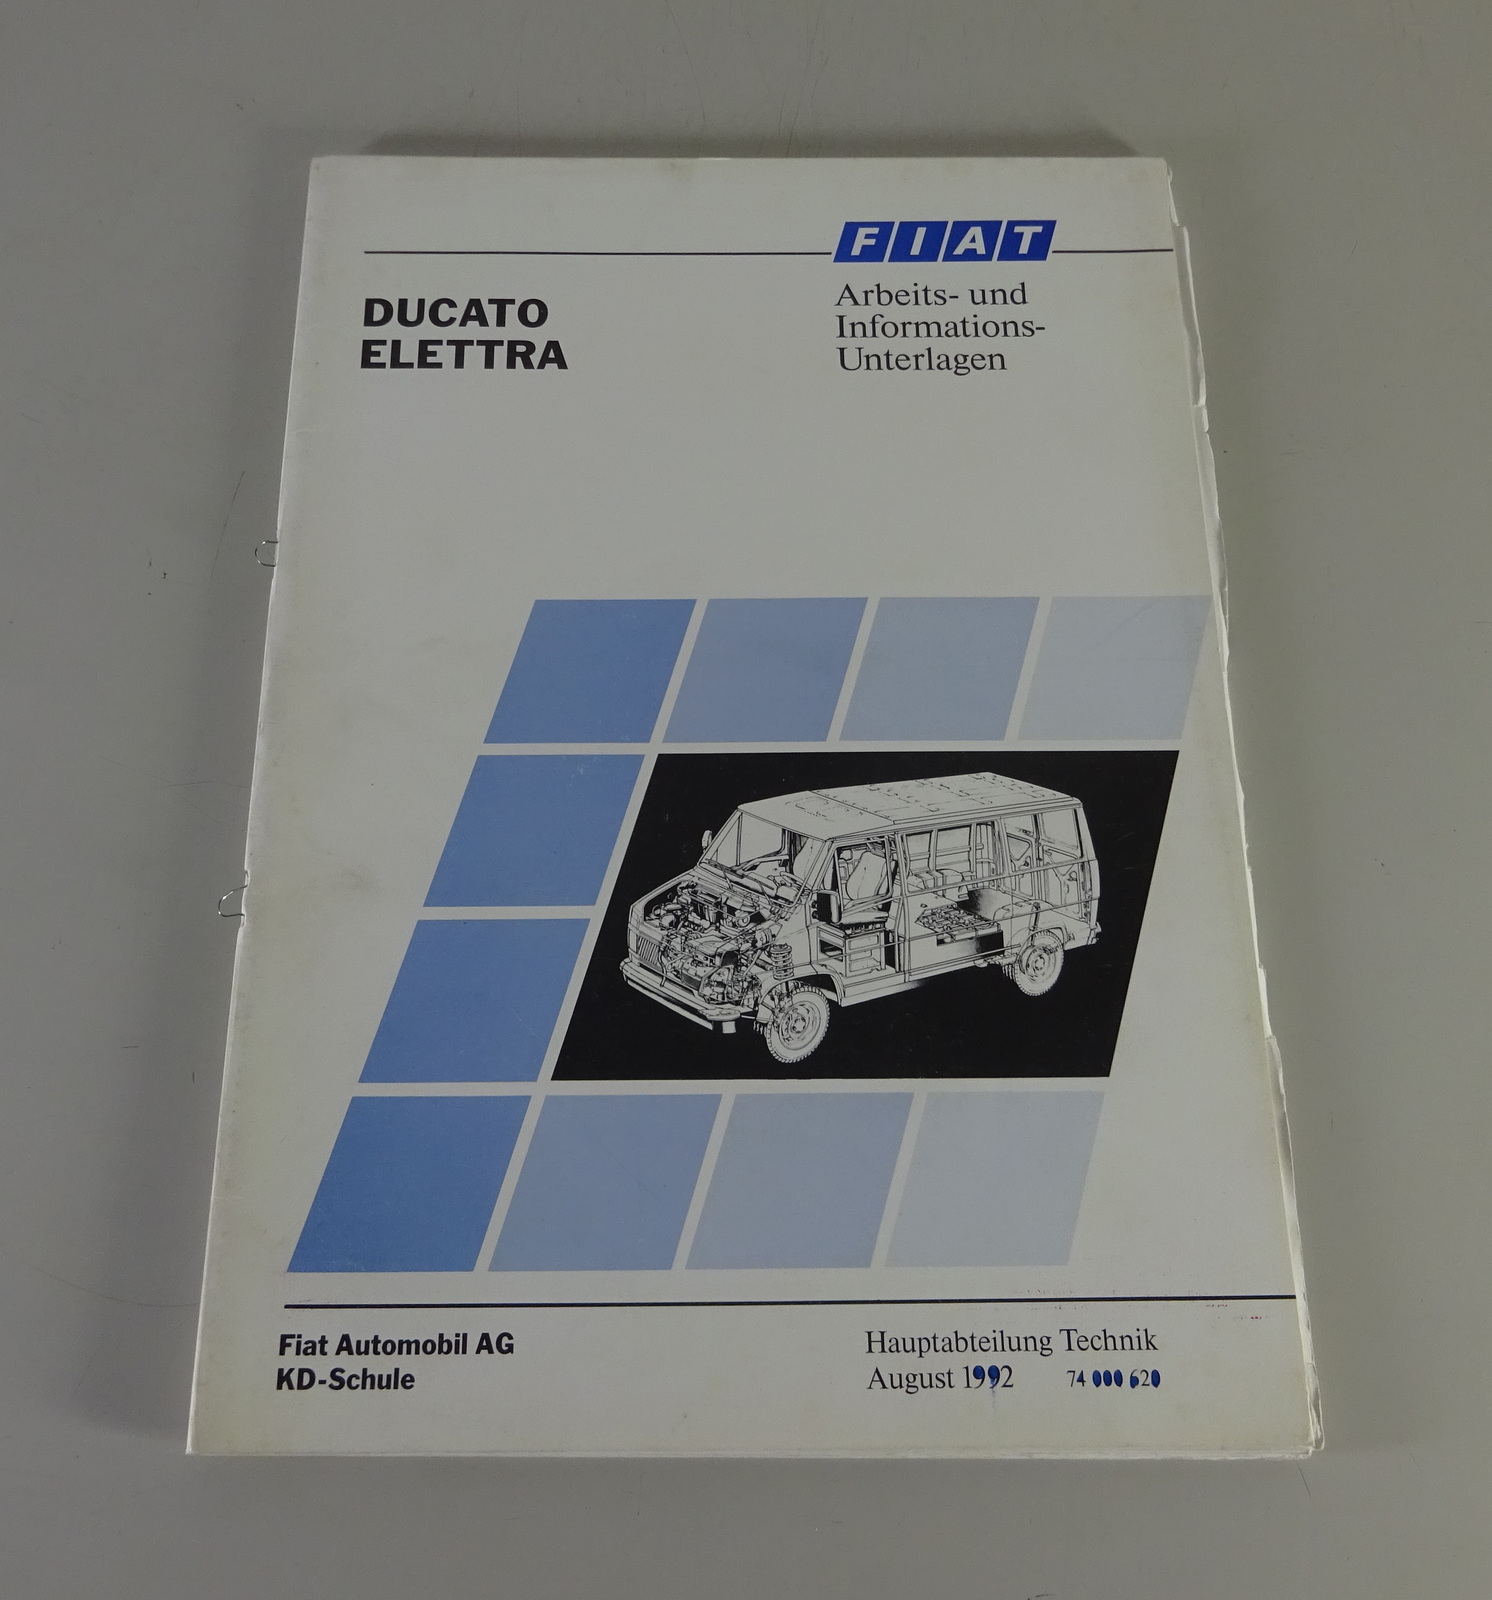 FIAT
DUCATO
ELETTRA
Arbeits- und
Informations-
Unterlagen
Fiat Automobil AG
KD-Schule
Hauptabteilung Technik
August 1992 74 000 620